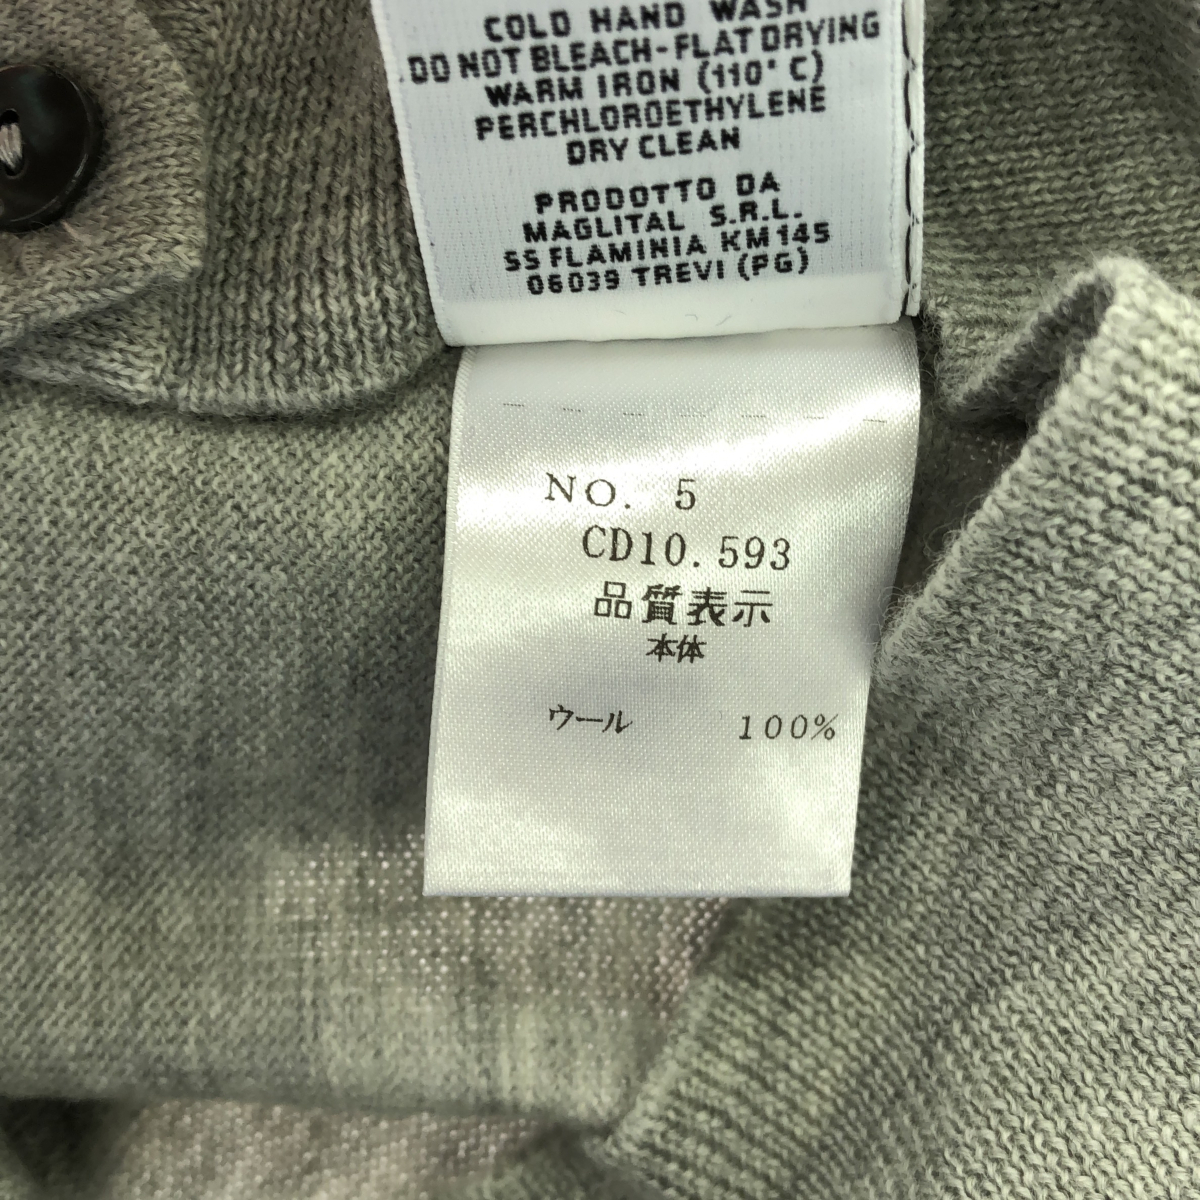 COLD HAND WASH
DO NOT BLEACH-FLAT DRYING
WARM IRON (110° C)
PERCHLOROETHYLENE
DRY CLEAN
PRODOTTO DA
MAGLITAL S.R.L.
SS FLAMINIA KM 145
06039 TREVI (PG)
NO. 5
CD10.593
品質表示
本体
ウール 100%